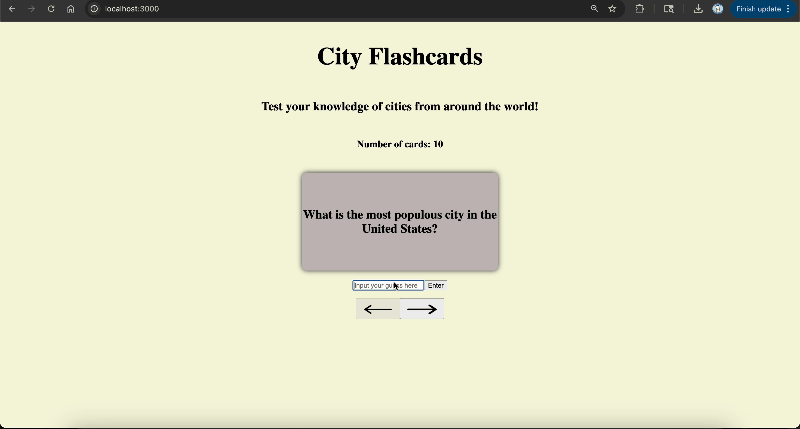 localhost:3000
Finish update
City Flashcards
Test your knowledge of cities from around the world!
Number of cards: 10
What is the most populous city in the
United States?
Input your guess here Enter